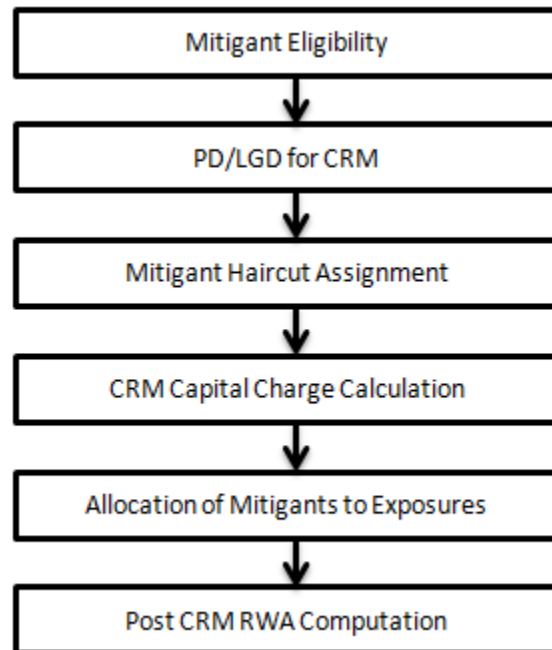 Mitigant Eligibility
PD/LGD for CRM
Mitigant Haircut Assignment
CRM Capital Charge Calculation
Allocation of Mitigants to Exposures
Post CRM RWA Computation